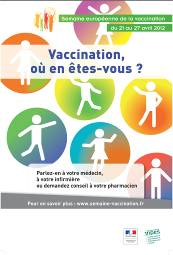 Semaine européenne de la vaccination
du 21 au 27 avril 2012
Vaccination,
où en êtes-vous ?
Parlez-en à votre médecin,
à votre infirmière
ou demandez conseil à votre pharmacien
Pour en savoir plus : www.semaine-vaccination.fr
inpes